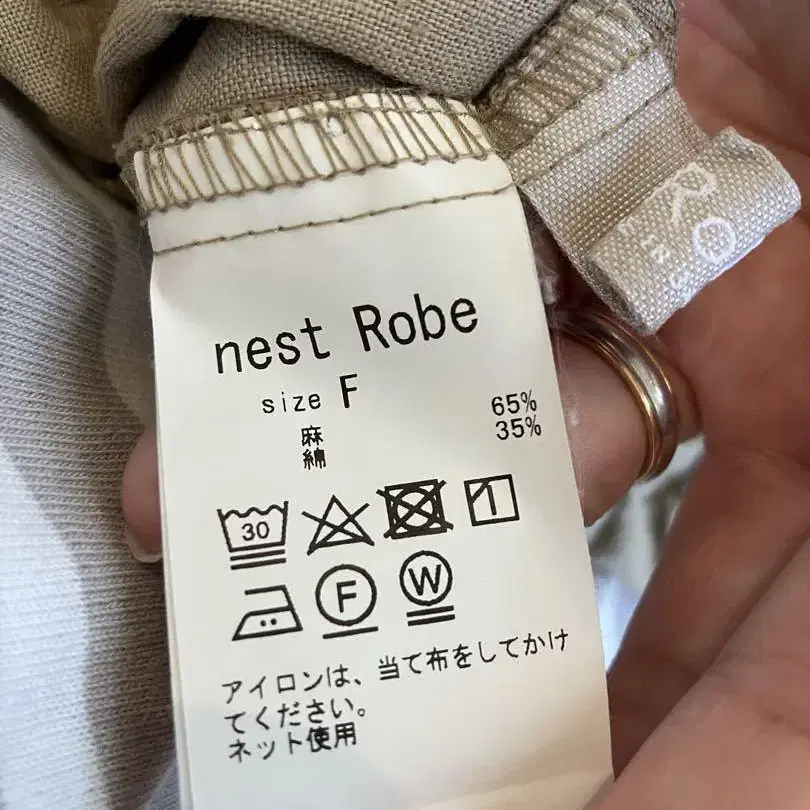 nest Robe
size F
麻 65%
綿 35%
30
F W
アイロンは、当て布をしてかけ
てください。
ネット使用